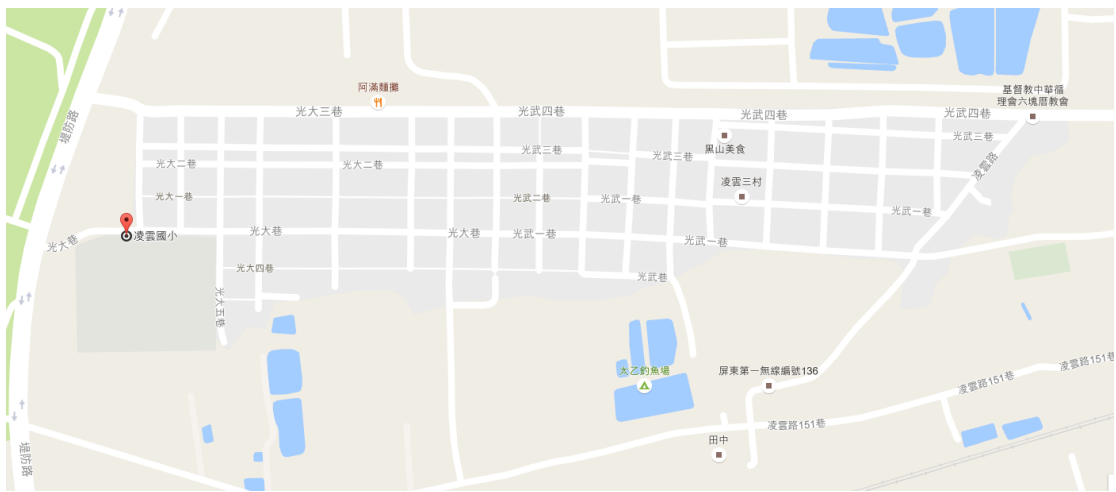 阿滿麵攤
基督教中華循
理會六塊厝教會
光大三巷
光武四巷
光武四巷
光武四巷
堤防路
黑山美食
光武三巷
光武三巷
光武三巷
光大二巷
光大二巷
凌雲路
凌雲三村
光大一巷
光武二巷
光武一巷
光武一巷
凌雲國小
光大巷
光大巷
光大巷
光武一巷
光武一巷
光大四巷
光武巷
光大五巷
太乙釣魚場
屏東第一無線編號136
凌雲路151巷
凌雲路151巷
凌雲路151巷
田中
堤防路